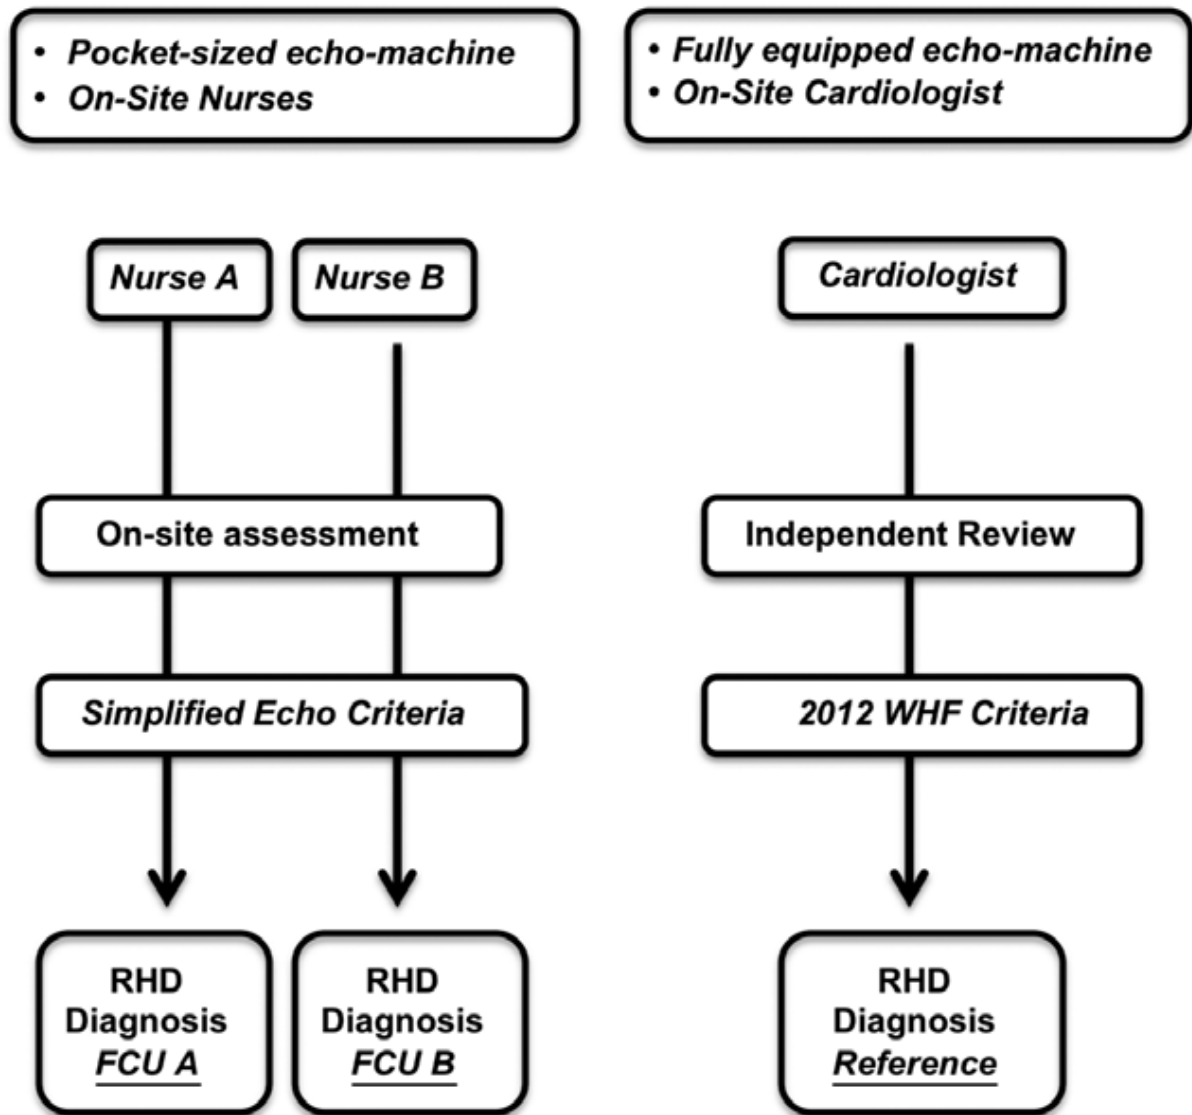 • Pocket-sized echo-machine
• On-Site Nurses
• Fully equipped echo-machine
• On-Site Cardiologist
Nurse A
Nurse B
Cardiologist
On-site assessment
Independent Review
Simplified Echo Criteria
2012 WHF Criteria
RHD
Diagnosis
FCU A
RHD
Diagnosis
FCU B
RHD
Diagnosis
Reference